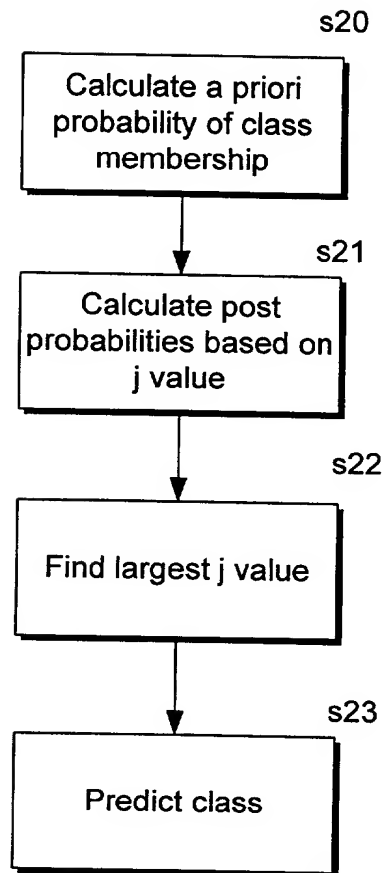 s20
Calculate a priori
probability of class
membership
s21
Calculate post
probabilities based on
j value
s22
Find largest j value
s23
Predict class